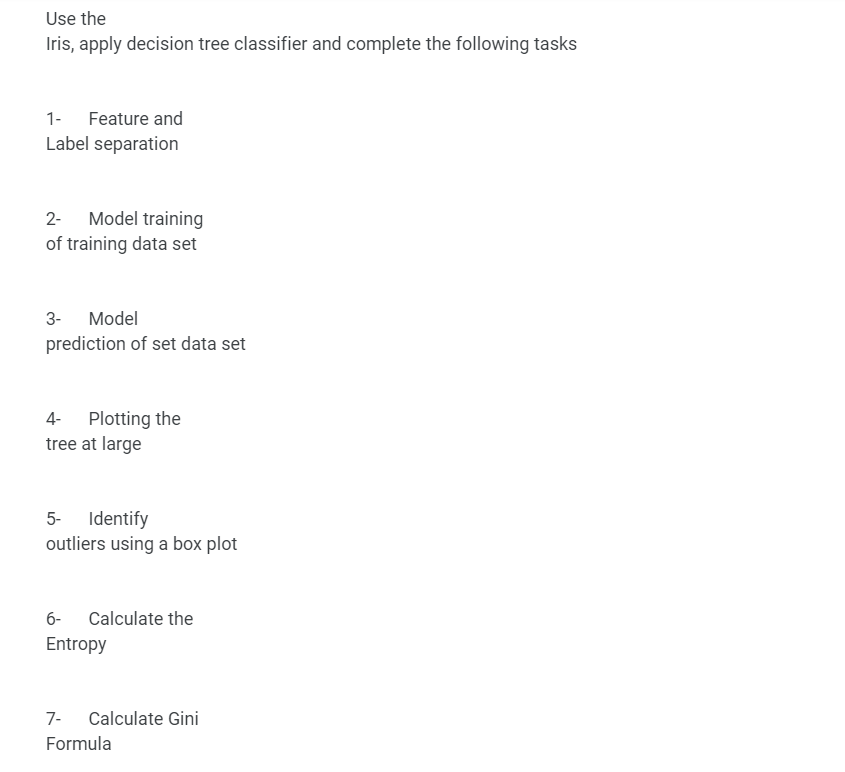 Use the
Iris, apply decision tree classifier and complete the following tasks
1- Feature and
Label separation
2- Model training
of training data set
3- Model
prediction of set data set
4- Plotting the
tree at large
5- Identify
outliers using a box plot
6- Calculate the
Entropy
7- Calculate Gini
Formula